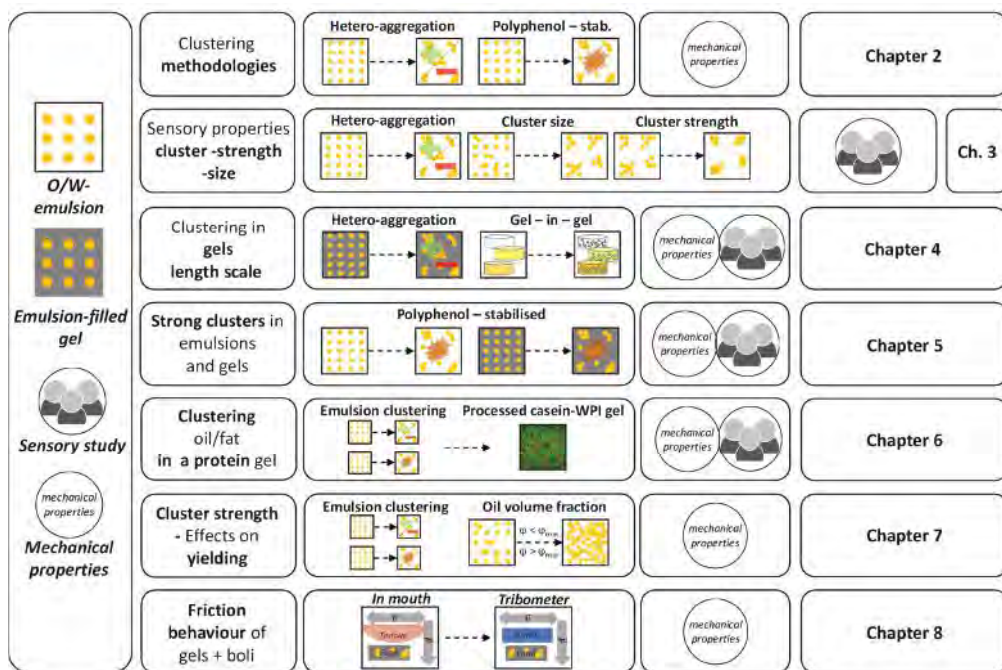 O/W-
emulsion
Emulsion-filled
gel
Sensory study
mechanical
properties
Mechanical
properties
Clustering
methodologies
Hetero-aggregation
Polyphenol – stab.
mechanical
properties
Chapter 2
Sensory properties
cluster -strength
-size
Hetero-aggregation
Cluster size
Cluster strength
Ch. 3
Clustering in
gels
length scale
Hetero-aggregation
Gel – in – gel
mechanical
properties
Chapter 4
Strong clusters in
emulsions
and gels
Polyphenol – stabilised
mechanical
properties
Chapter 5
Clustering
oil/fat
in a protein gel
Emulsion clustering
Processed casein-WPI gel
mechanical
properties
Chapter 6
Cluster strength
- Effects on
yielding
Emulsion clustering
Oil volume fraction
mechanical
properties
Chapter 7
Friction
behaviour of
gels + boli
In mouth
Tribometer
mechanical
properties
Chapter 8